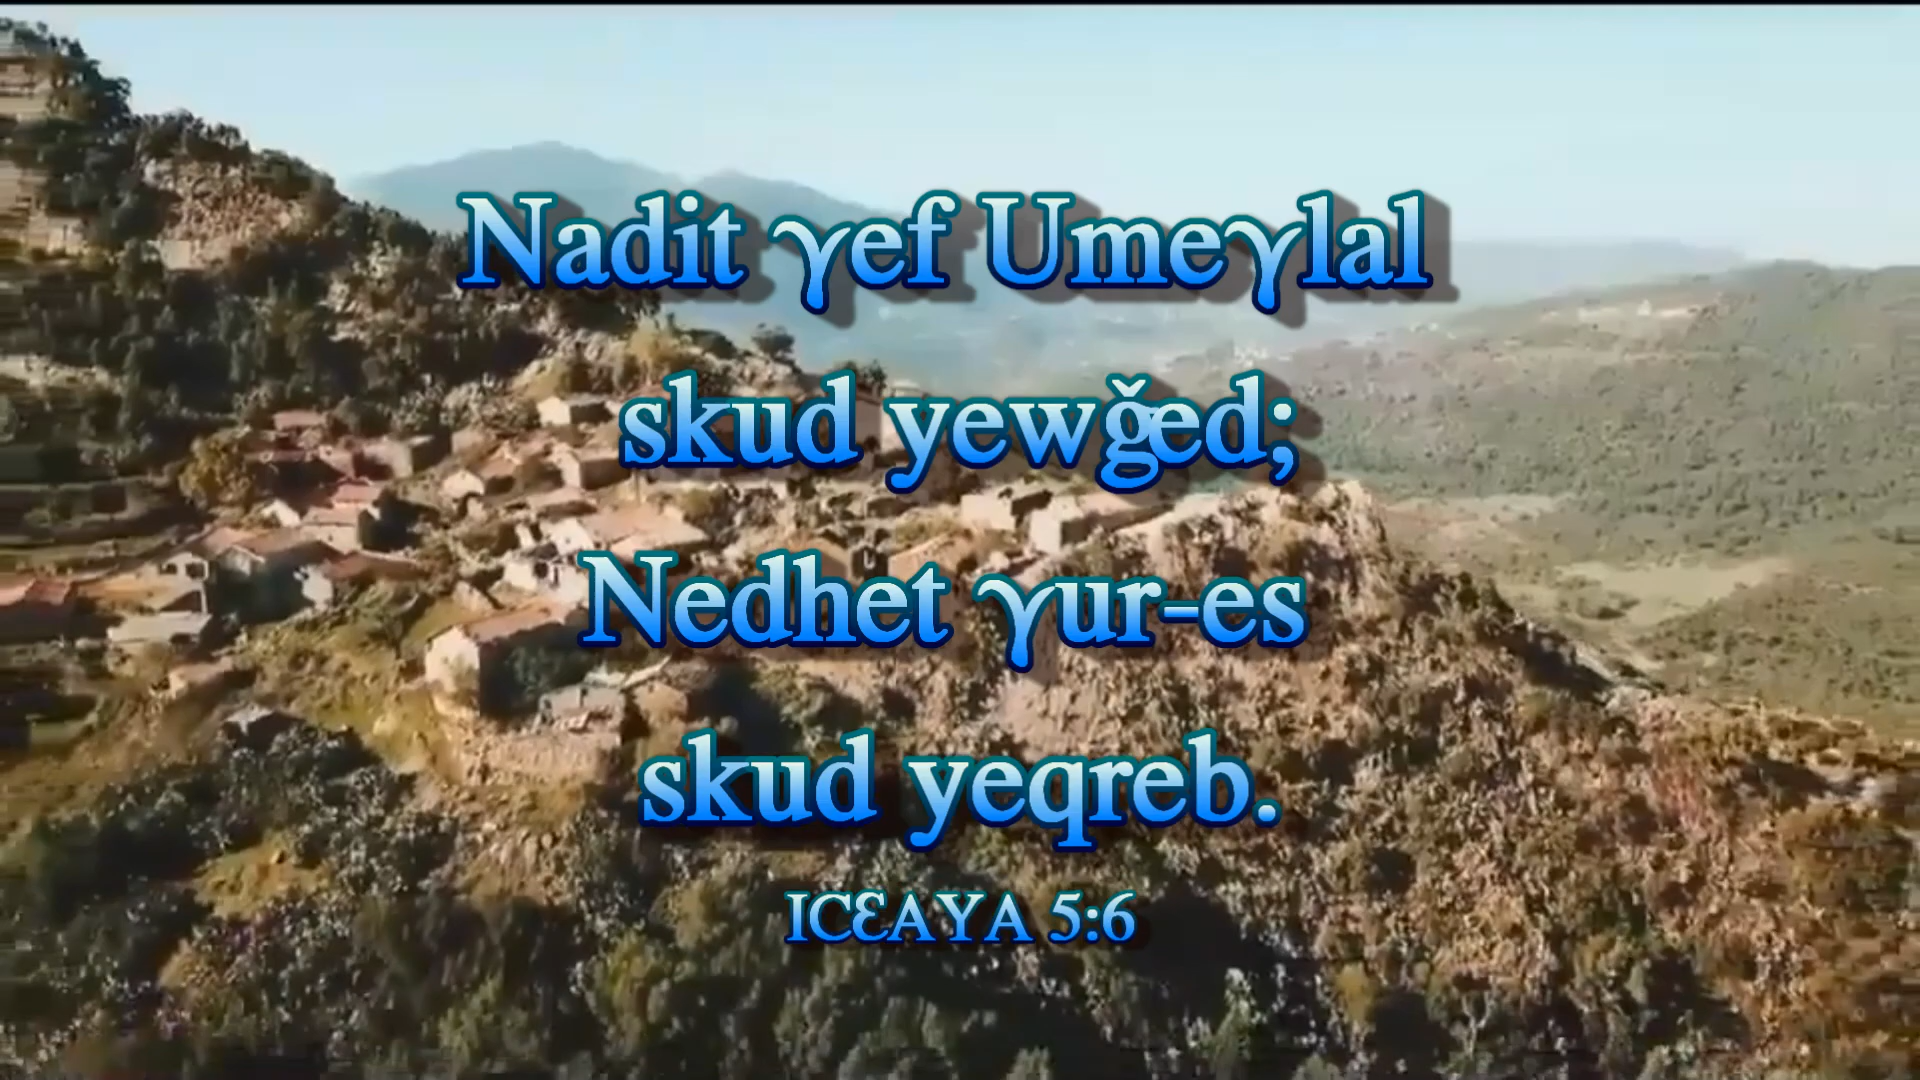 Nadit ɣef Umeɣlal
skud yewǧed;
Nedhet ɣur-es
skud yeqreb.
ICƐAYA 5:6